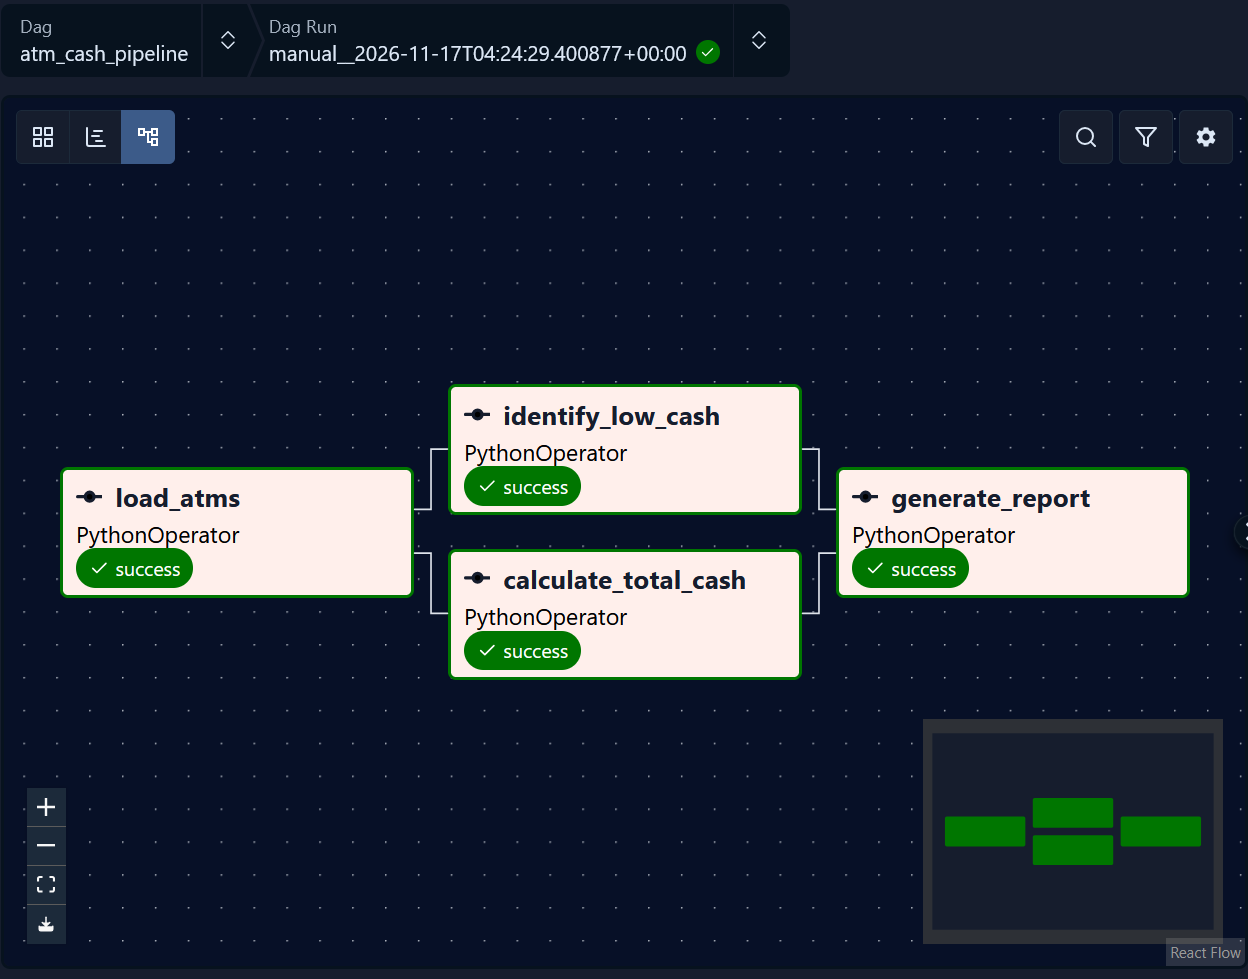 Dag
atm_cash_pipeline
Dag Run
manual__2026-11-17T04:24:29.400877+00:00
identify_low_cash
PythonOperator
success
load_atms
PythonOperator
success
generate_report
PythonOperator
success
calculate_total_cash
PythonOperator
success
React Flow